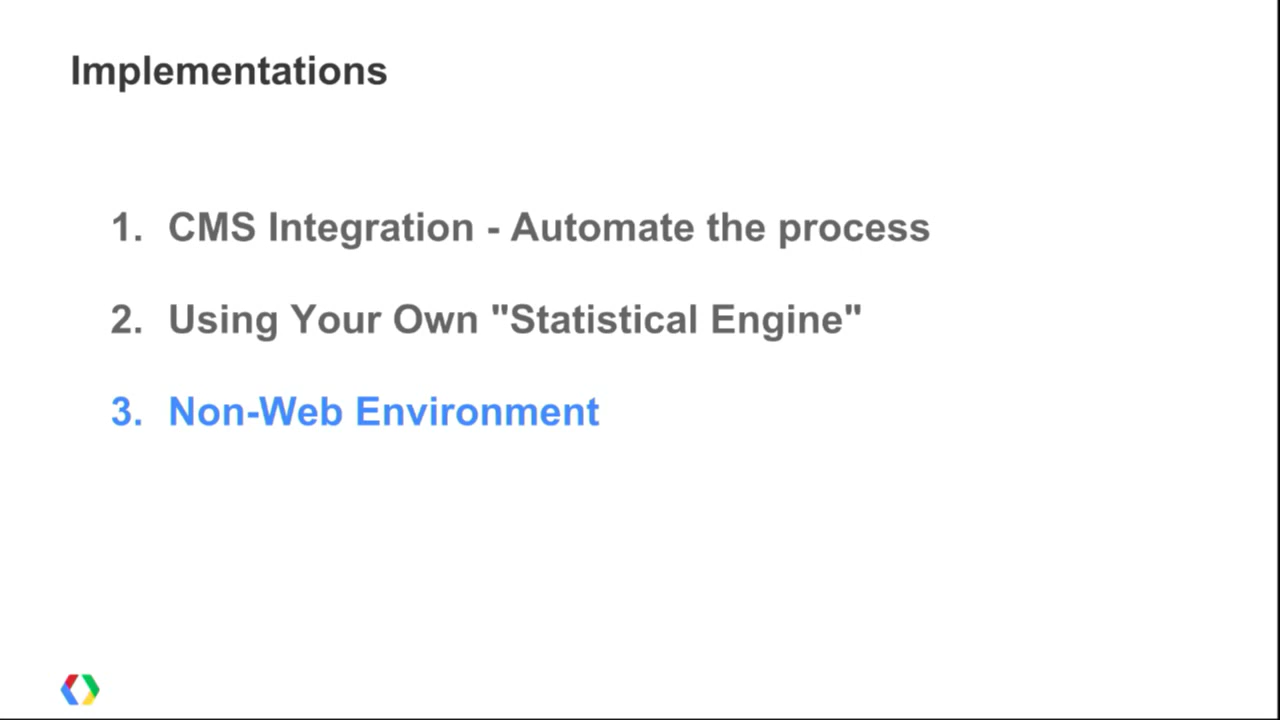 Implementations
1. CMS Integration - Automate the process
2. Using Your Own "Statistical Engine"
3. Non-Web Environment